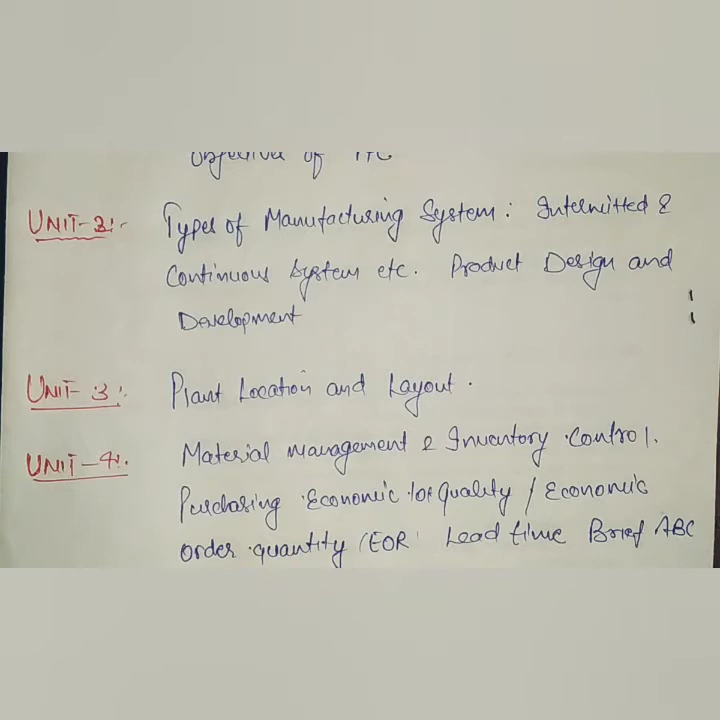 of
UNIT-2:- Types of Manufacturing System: Intermitted &
Continuous System etc. Product Design and
Development
UNIT-3:- Plant Location and Layout.
UNIT-4:- Material management & Inventory control.
Purchasing Economic lot quality / Economic
order quantity (EOR Lead time Brief ABC